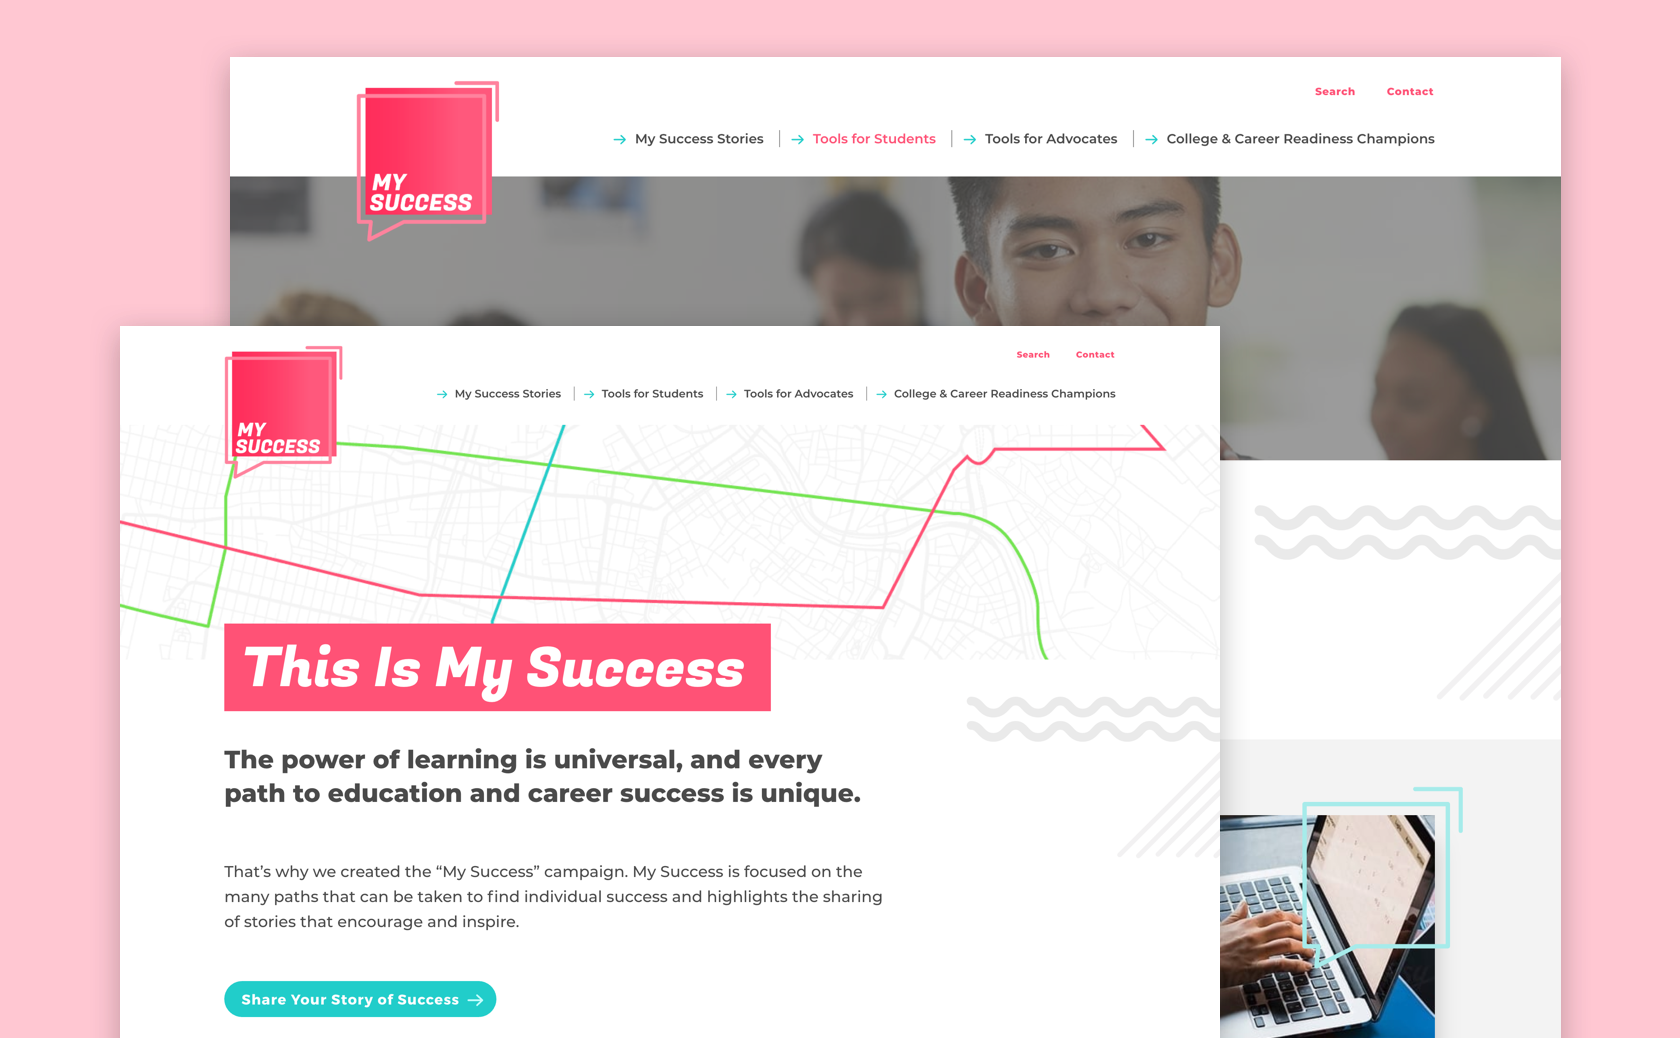 Search Contact
My Success Stories Tools for Students Tools for Advocates College & Career Readiness Champions
MY
SUCCESS
Search Contact
My Success Stories Tools for Students Tools for Advocates College & Career Readiness Champions
MY
SUCCESS
This Is My Success
The power of learning is universal, and every
path to education and career success is unique.
That’s why we created the “My Success” campaign. My Success is focused on the
many paths that can be taken to find individual success and highlights the sharing
of stories that encourage and inspire.
Share Your Story of Success